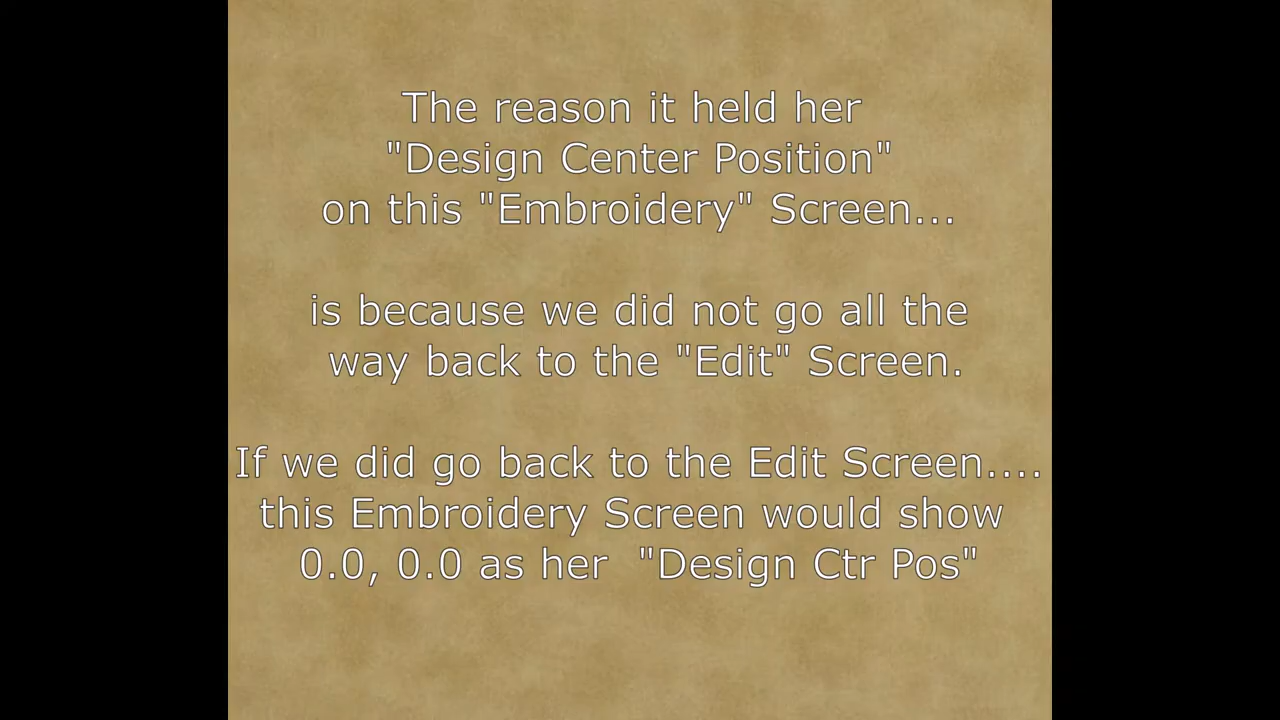 The reason it held her
"Design Center Position"
on this "Embroidery" Screen...
is because we did not go all the
way back to the "Edit" Screen.
If we did go back to the Edit Screen....
this Embroidery Screen would show
0.0, 0.0 as her "Design Ctr Pos"